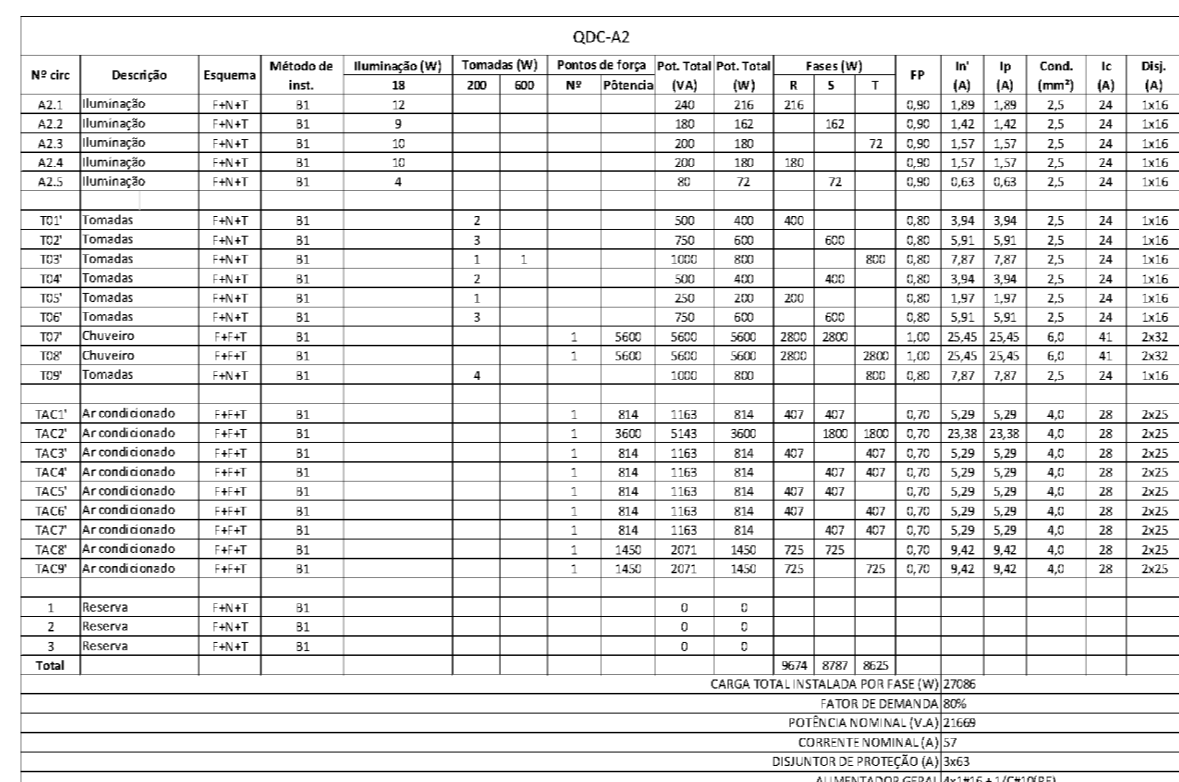 QDC-A2
Nº circ Descrição Esquema Método de inst. Iluminação (W) Tomadas (W) Pontos de força Pot. Total (VA) Pot. Total (W) Fases (W) FP In' (A) Ip (A) Cond. (mm²) Ic (A) Disj. (A)
18 200 600 Nº Pôtencia R S T
A2.1 Iluminação F+N+T B1 12 240 216 216 0,90 1,89 1,89 2,5 24 1x16
A2.2 Iluminação F+N+T B1 9 180 162 162 0,90 1,42 1,42 2,5 24 1x16
A2.3 Iluminação F+N+T B1 10 200 180 72 0,90 1,57 1,57 2,5 24 1x16
A2.4 Iluminação F+N+T B1 10 200 180 180 0,90 1,57 1,57 2,5 24 1x16
A2.5 Iluminação F+N+T B1 4 80 72 72 0,90 0,63 0,63 2,5 24 1x16
T01' Tomadas F+N+T B1 2 500 400 400 0,80 3,94 3,94 2,5 24 1x16
T02' Tomadas F+N+T B1 3 750 600 600 0,80 5,91 5,91 2,5 24 1x16
T03' Tomadas F+N+T B1 1 1 1000 800 800 0,80 7,87 7,87 2,5 24 1x16
T04' Tomadas F+N+T B1 2 500 400 400 0,80 3,94 3,94 2,5 24 1x16
T05' Tomadas F+N+T B1 1 250 200 200 0,80 1,97 1,97 2,5 24 1x16
T06' Tomadas F+N+T B1 3 750 600 600 0,80 5,91 5,91 2,5 24 1x16
T07' Chuveiro F+F+T B1 1 5600 5600 5600 2800 2800 1,00 25,45 25,45 6,0 41 2x32
T08' Chuveiro F+F+T B1 1 5600 5600 5600 2800 2800 1,00 25,45 25,45 6,0 41 2x32
T09' Tomadas F+N+T B1 4 1000 800 800 0,80 7,87 7,87 2,5 24 1x16
TAC1' Ar condicionado F+F+T B1 1 814 1163 814 407 407 0,70 5,29 5,29 4,0 28 2x25
TAC2' Ar condicionado F+F+T B1 1 3600 5143 3600 1800 1800 0,70 23,38 23,38 4,0 28 2x25
TAC3' Ar condicionado F+F+T B1 1 814 1163 814 407 407 0,70 5,29 5,29 4,0 28 2x25
TAC4' Ar condicionado F+F+T B1 1 814 1163 814 407 407 0,70 5,29 5,29 4,0 28 2x25
TAC5' Ar condicionado F+F+T B1 1 814 1163 814 407 407 0,70 5,29 5,29 4,0 28 2x25
TAC6' Ar condicionado F+F+T B1 1 814 1163 814 407 407 0,70 5,29 5,29 4,0 28 2x25
TAC7' Ar condicionado F+F+T B1 1 814 1163 814 407 407 0,70 5,29 5,29 4,0 28 2x25
TAC8' Ar condicionado F+F+T B1 1 1450 2071 1450 725 725 0,70 9,42 9,42 4,0 28 2x25
TAC9' Ar condicionado F+F+T B1 1 1450 2071 1450 725 725 0,70 9,42 9,42 4,0 28 2x25
1 Reserva F+N+T B1 0 0
2 Reserva F+N+T B1 0 0
3 Reserva F+N+T B1 0 0
Total 9674 8787 8625
CARGA TOTAL INSTALADA POR FASE (W) 27086
FATOR DE DEMANDA 80%
POTÊNCIA NOMINAL (V.A) 21669
CORRENTE NOMINAL (A) 57
DISJUNTOR DE PROTEÇÃO (A) 3x63
ALIMENTADOR GERAL 4x1#16 + 1/C#10(PE)